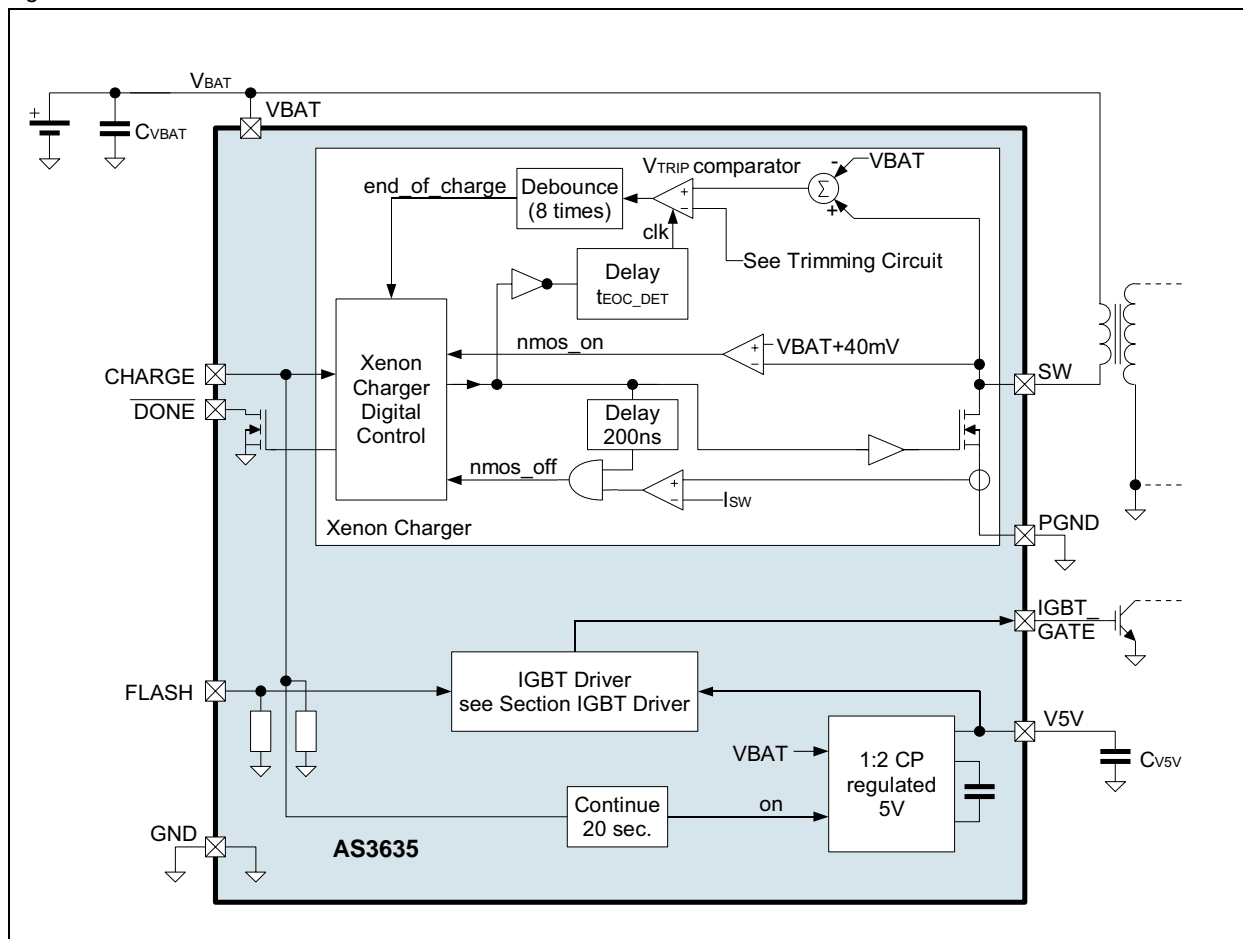 VBAT
+
VBAT
CVBAT
VTRIP comparator
-
VBAT
Σ
+
end_of_charge
Debounce
(8 times)
+
−
clk
See Trimming Circuit
Delay
tEOC_DET
nmos_on
+
−
VBAT+40mV
CHARGE
DONE
Xenon
Charger
Digital
Control
SW
Delay
200ns
nmos_off
+
−
ISW
Xenon Charger
PGND
IGBT_
GATE
FLASH
IGBT Driver
see Section IGBT Driver
V5V
CV5V
VBAT
1:2 CP
regulated
5V
Continue
20 sec.
on
GND
AS3635